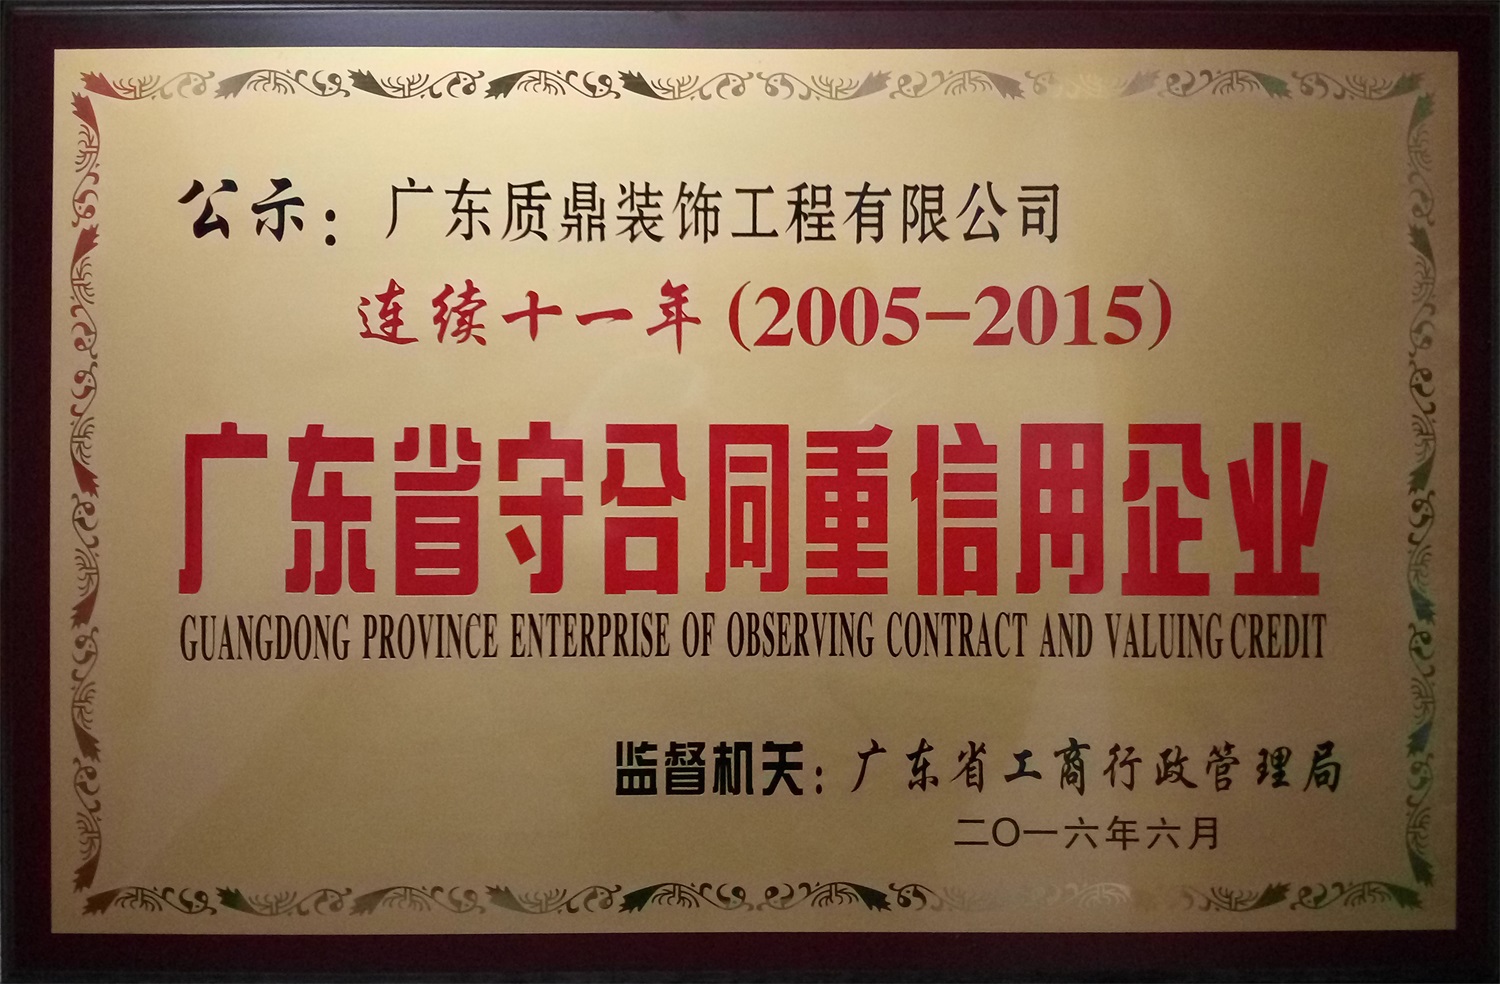 公示：广东质鼎装饰工程有限公司
连续十一年(2005-2015)
广东省守合同重信用企业
GUANGDONG PROVINCE ENTERPRISE OF OBSERVING CONTRACT AND VALUING CREDIT
监督机关：广东省工商行政管理局
二〇一六年六月